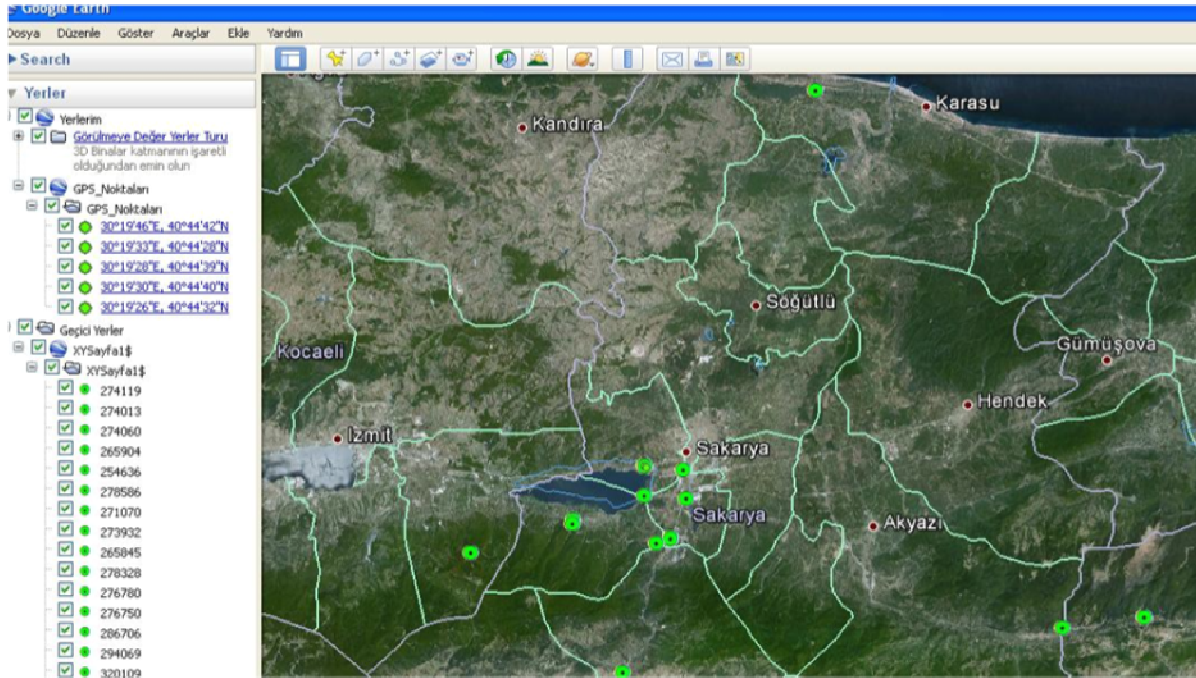 Google Earth
Dosya Düzenle Göster Araçlar Ekle Yardım
Search
Yerler
Yerlerim
Görülmeye Değer Yerler Turu
3D Binalar katmanının işaretli
olduğundan emin olun
GPS_Noktaları
GPS_Noktaları
30°19'46"E, 40°44'42"N
30°19'33"E, 40°44'28"N
30°19'28"E, 40°44'39"N
30°19'30"E, 40°44'40"N
30°19'26"E, 40°44'32"N
Geçici Yerler
XYSayfa1$
XYSayfa1$
274119
274013
274060
265904
254636
278586
271070
273932
265845
278328
276780
276750
286706
294069
320109
Karasu
Kandıra
Söğütlü
Kocaeli
Gümüşova
Hendek
İzmit
Sakarya
Sakarya
Akyazi